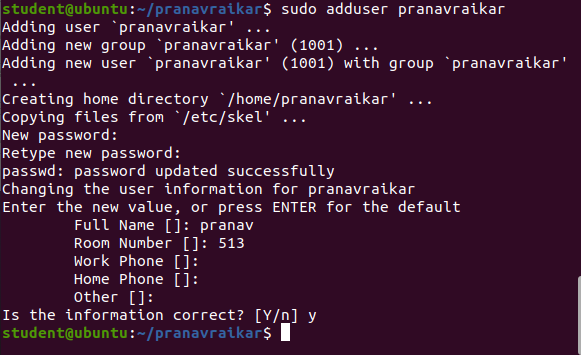 student@ubuntu:~/pranavraikar$ sudo adduser pranavraikar
Adding user `pranavraikar' ...
Adding new group `pranavraikar' (1001) ...
Adding new user `pranavraikar' (1001) with group `pranavraikar'
 ...
Creating home directory `/home/pranavraikar' ...
Copying files from `/etc/skel' ...
New password:
Retype new password:
passwd: password updated successfully
Changing the user information for pranavraikar
Enter the new value, or press ENTER for the default
        Full Name []: pranav
        Room Number []: 513
        Work Phone []:
        Home Phone []:
        Other []:
Is the information correct? [Y/n] y
student@ubuntu:~/pranavraikar$